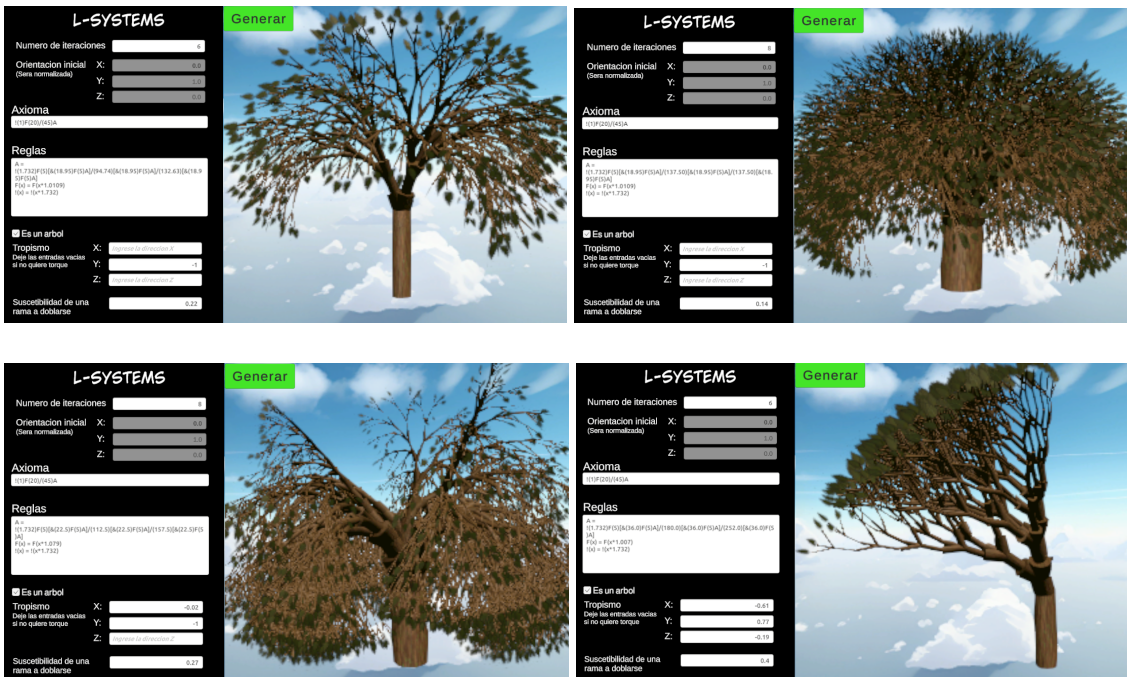 L-SYSTEMS
Generar
Numero de iteraciones 6
Orientacion inicial X: 0.0
(Sera normalizada)
Y: 1.0
Z: 0.0
Axioma
!(1)F(20)/(45)A
Reglas
A =
!(1.732)F(5)[&(18.95)F(5)A]/(94.74)[&(18.95)F(5)A]/(132.63)[&(18.9
5)F(5)A]
F(x) = F(x*1.0109)
!(x) = !(x*1.732)
Es un arbol
Tropismo X: Ingrese la direccion X
Deje las entradas vacias
si no quiere torque Y: -1
Z: Ingrese la direccion Z
Suscetibilidad de una
rama a doblarse 0.22
L-SYSTEMS
Generar
Numero de iteraciones 8
Orientacion inicial X: 0.0
(Sera normalizada)
Y: 1.0
Z: 0.0
Axioma
!(1)F(20)/(45)A
Reglas
A =
!(1.732)F(5)[&(18.95)F(5)A]/(137.50)[&(18.95)F(5)A]/(137.50)[&(18.
95)F(5)A]
F(x) = F(x*1.0109)
!(x) = !(x*1.732)
Es un arbol
Tropismo X: Ingrese la direccion X
Deje las entradas vacias
si no quiere torque Y: -1
Z: Ingrese la direccion Z
Suscetibilidad de una
rama a doblarse 0.14
L-SYSTEMS
Generar
Numero de iteraciones 8
Orientacion inicial X: 0.0
(Sera normalizada)
Y: 1.0
Z: 0.0
Axioma
!(1)F(20)/(45)A
Reglas
A =
!(1.732)F(5)[&(22.5)F(5)A]/(112.5)[&(22.5)F(5)A]/(157.5)[&(22.5)F(5
)A]
F(x) = F(x*1.079)
!(x) = !(x*1.732)
Es un arbol
Tropismo X: -0.02
Deje las entradas vacias
si no quiere torque Y: -1
Z: Ingrese la direccion Z
Suscetibilidad de una
rama a doblarse 0.27
L-SYSTEMS
Generar
Numero de iteraciones 6
Orientacion inicial X: 0.0
(Sera normalizada)
Y: 1.0
Z: 0.0
Axioma
!(1)F(20)/(45)A
Reglas
A =
!(1.732)F(5)[&(36.0)F(5)A]/(180.0)[&(36.0)F(5)A]/(252.0)[&(36.0)F(5
)A]
F(x) = F(x*1.007)
!(x) = !(x*1.732)
Es un arbol
Tropismo X: -0.61
Deje las entradas vacias
si no quiere torque Y: 0.77
Z: -0.19
Suscetibilidad de una
rama a doblarse 0.4